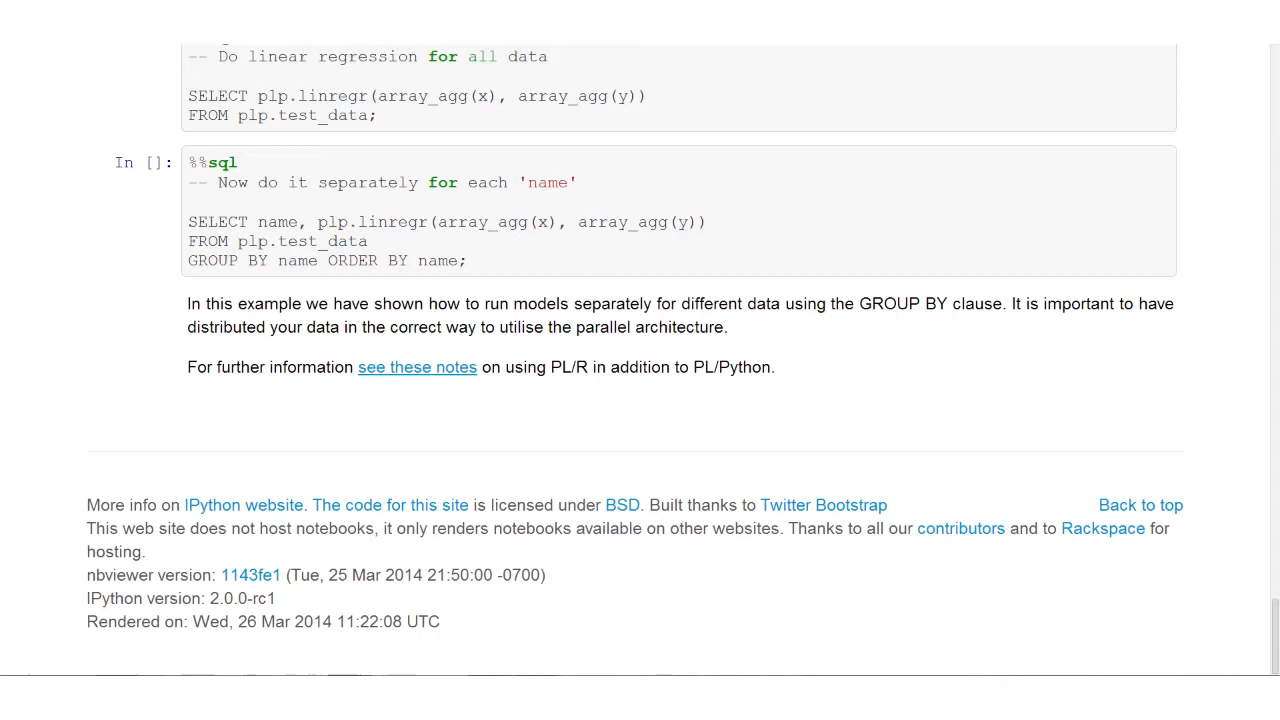 -- Do linear regression for all data
SELECT plp.linregr(array_agg(x), array_agg(y))
FROM plp.test_data;
In []:
%%sql
-- Now do it separately for each 'name'
SELECT name, plp.linregr(array_agg(x), array_agg(y))
FROM plp.test_data
GROUP BY name ORDER BY name;
In this example we have shown how to run models separately for different data using the GROUP BY clause. It is important to have
distributed your data in the correct way to utilise the parallel architecture.
For further information see these notes on using PL/R in addition to PL/Python.
More info on IPython website. The code for this site is licensed under BSD. Built thanks to Twitter Bootstrap
Back to top
This web site does not host notebooks, it only renders notebooks available on other websites. Thanks to all our contributors and to Rackspace for
hosting.
nbviewer version: 1143fe1 (Tue, 25 Mar 2014 21:50:00 -0700)
IPython version: 2.0.0-rc1
Rendered on: Wed, 26 Mar 2014 11:22:08 UTC